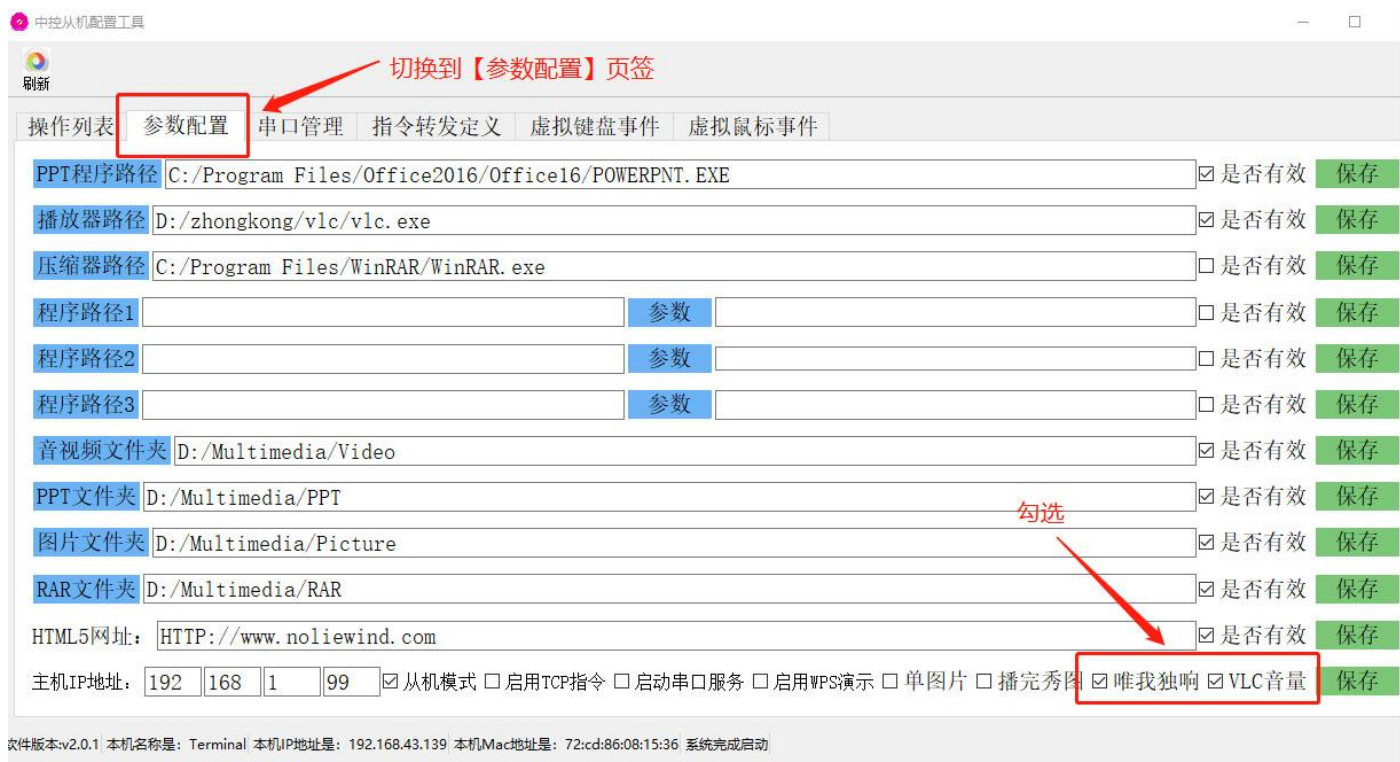 中控从机配置工具
刷新
切换到【参数配置】页签
操作列表 参数配置 串口管理 指令转发定义 虚拟键盘事件 虚拟鼠标事件
PPT程序路径 C:/Program Files/Office2016/Office16/POWERPNT.EXE 是否有效 保存
播放器路径 D:/zhongkong/vlc/vlc.exe 是否有效 保存
压缩器路径 C:/Program Files/WinRAR/WinRAR.exe 是否有效 保存
程序路径1 参数 是否有效 保存
程序路径2 参数 是否有效 保存
程序路径3 参数 是否有效 保存
音视频文件夹 D:/Multimedia/Video 是否有效 保存
PPT文件夹 D:/Multimedia/PPT 是否有效 保存
勾选
图片文件夹 D:/Multimedia/Picture 是否有效 保存
RAR文件夹 D:/Multimedia/RAR 是否有效 保存
HTML5网址: HTTP://www.noliewind.com 是否有效 保存
主机IP地址: 192 168 1 99 从机模式 启用TCP指令 启动串口服务 启用WPS演示 单图片 播完秀图 唯我独响 VLC音量 保存
软件版本:v2.0.1 本机名称是: Terminal 本机IP地址是: 192.168.43.139 本机Mac地址是: 72:cd:86:08:15:36 系统完成启动